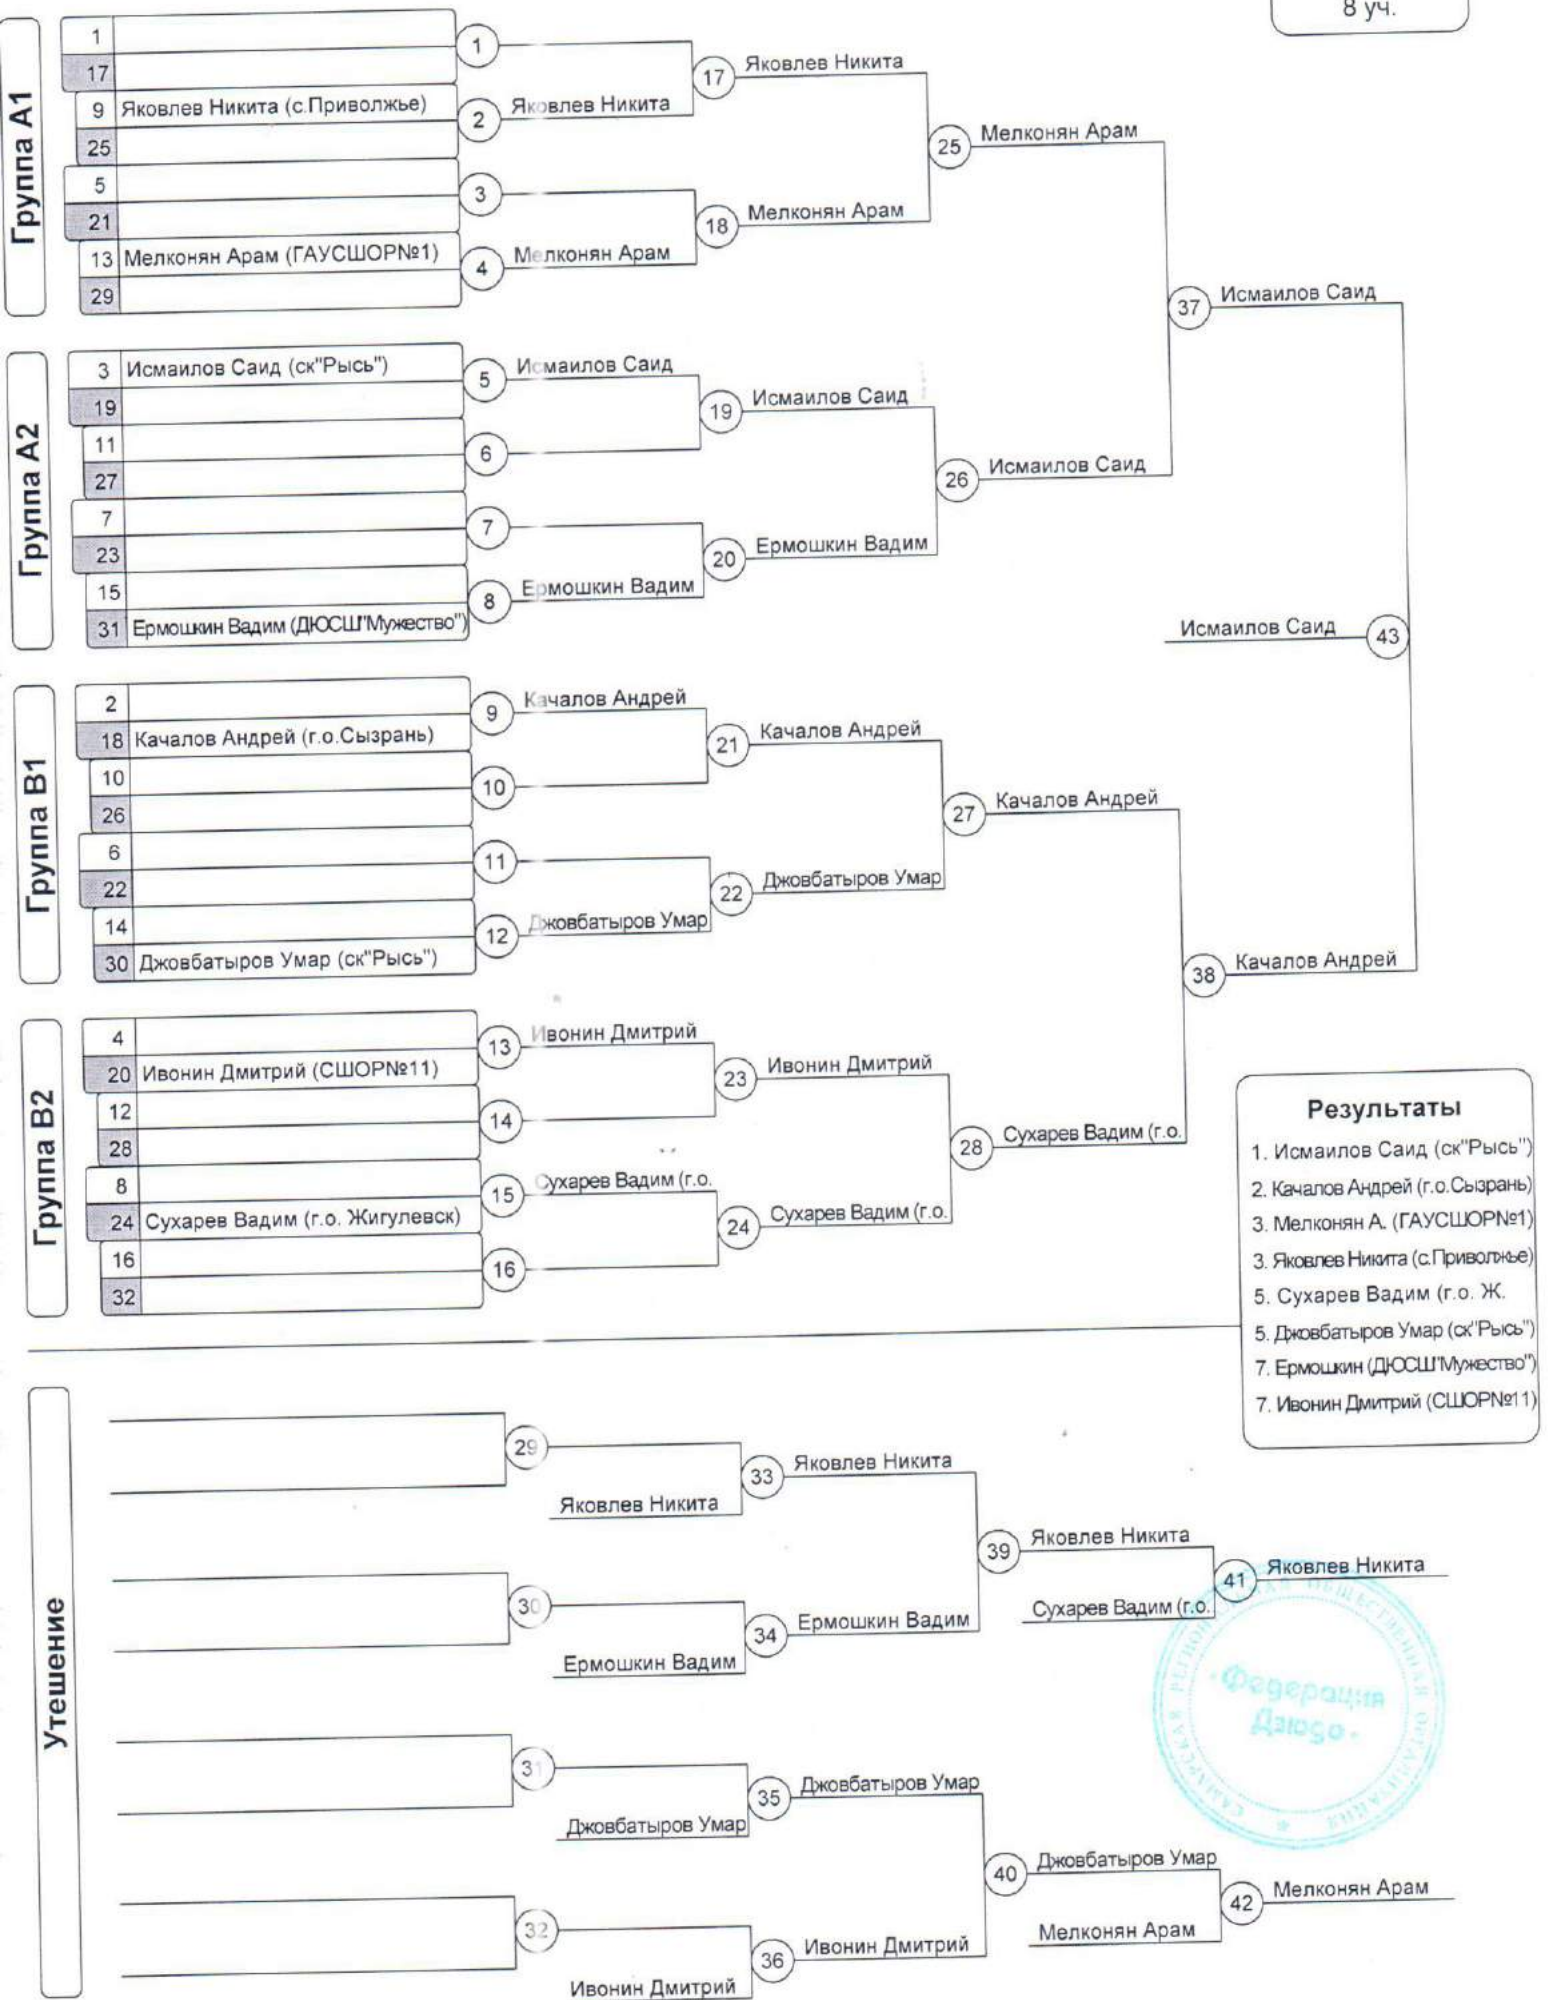 8 уч.
Группа A1
1
17
9 Яковлев Никита (с.Приволжье)
25
5
21
13 Мелконян Арам (ГАУСШОР№1)
29
1
2 Яковлев Никита
3
4 Мелконян Арам
17 Яковлев Никита
18 Мелконян Арам
25 Мелконян Арам
Группа A2
3 Исмаилов Саид (ск"Рысь")
19
11
27
7
23
15
31 Ермошкин Вадим (ДЮСШ"Мужество")
5 Исмаилов Саид
6
7
8 Ермошкин Вадим
19 Исмаилов Саид
20 Ермошкин Вадим
26 Исмаилов Саид
37 Исмаилов Саид
Исмаилов Саид 43
Группа B1
2
18 Качалов Андрей (г.о.Сызрань)
10
26
6
22
14
30 Джовбатыров Умар (ск"Рысь")
9 Качалов Андрей
10
11
12 Джовбатыров Умар
21 Качалов Андрей
22 Джовбатыров Умар
27 Качалов Андрей
38 Качалов Андрей
Группа B2
4
20 Ивонин Дмитрий (СШОР№11)
12
28
8
24 Сухарев Вадим (г.о. Жигулевск)
16
32
13 Ивонин Дмитрий
14
15 Сухарев Вадим (г.о.
16
23 Ивонин Дмитрий
24 Сухарев Вадим (г.о.
28 Сухарев Вадим (г.о.
Результаты
1. Исмаилов Саид (ск"Рысь")
2. Качалов Андрей (г.о.Сызрань)
3. Мелконян А. (ГАУСШОР№1)
3. Яковлев Никита (с.Приволжье)
5. Сухарев Вадим (г.о. Ж.
5. Джовбатыров Умар (ск"Рысь")
7. Ермошкин (ДЮСШ"Мужество")
7. Ивонин Дмитрий (СШОР№11)
Утешение
29
Яковлев Никита
33 Яковлев Никита
30
Ермошкин Вадим
34 Ермошкин Вадим
39 Яковлев Никита
Сухарев Вадим (г.о.
41 Яковлев Никита
31
Джовбатыров Умар
35 Джовбатыров Умар
32
Ивонин Дмитрий
36 Ивонин Дмитрий
40 Джовбатыров Умар
Мелконян Арам
42 Мелконян Арам
САМАРСКАЯ РЕГИОНАЛЬНАЯ ОБЩЕСТВЕННАЯ ОРГАНИЗАЦИЯ
Федерация
Дзюдо